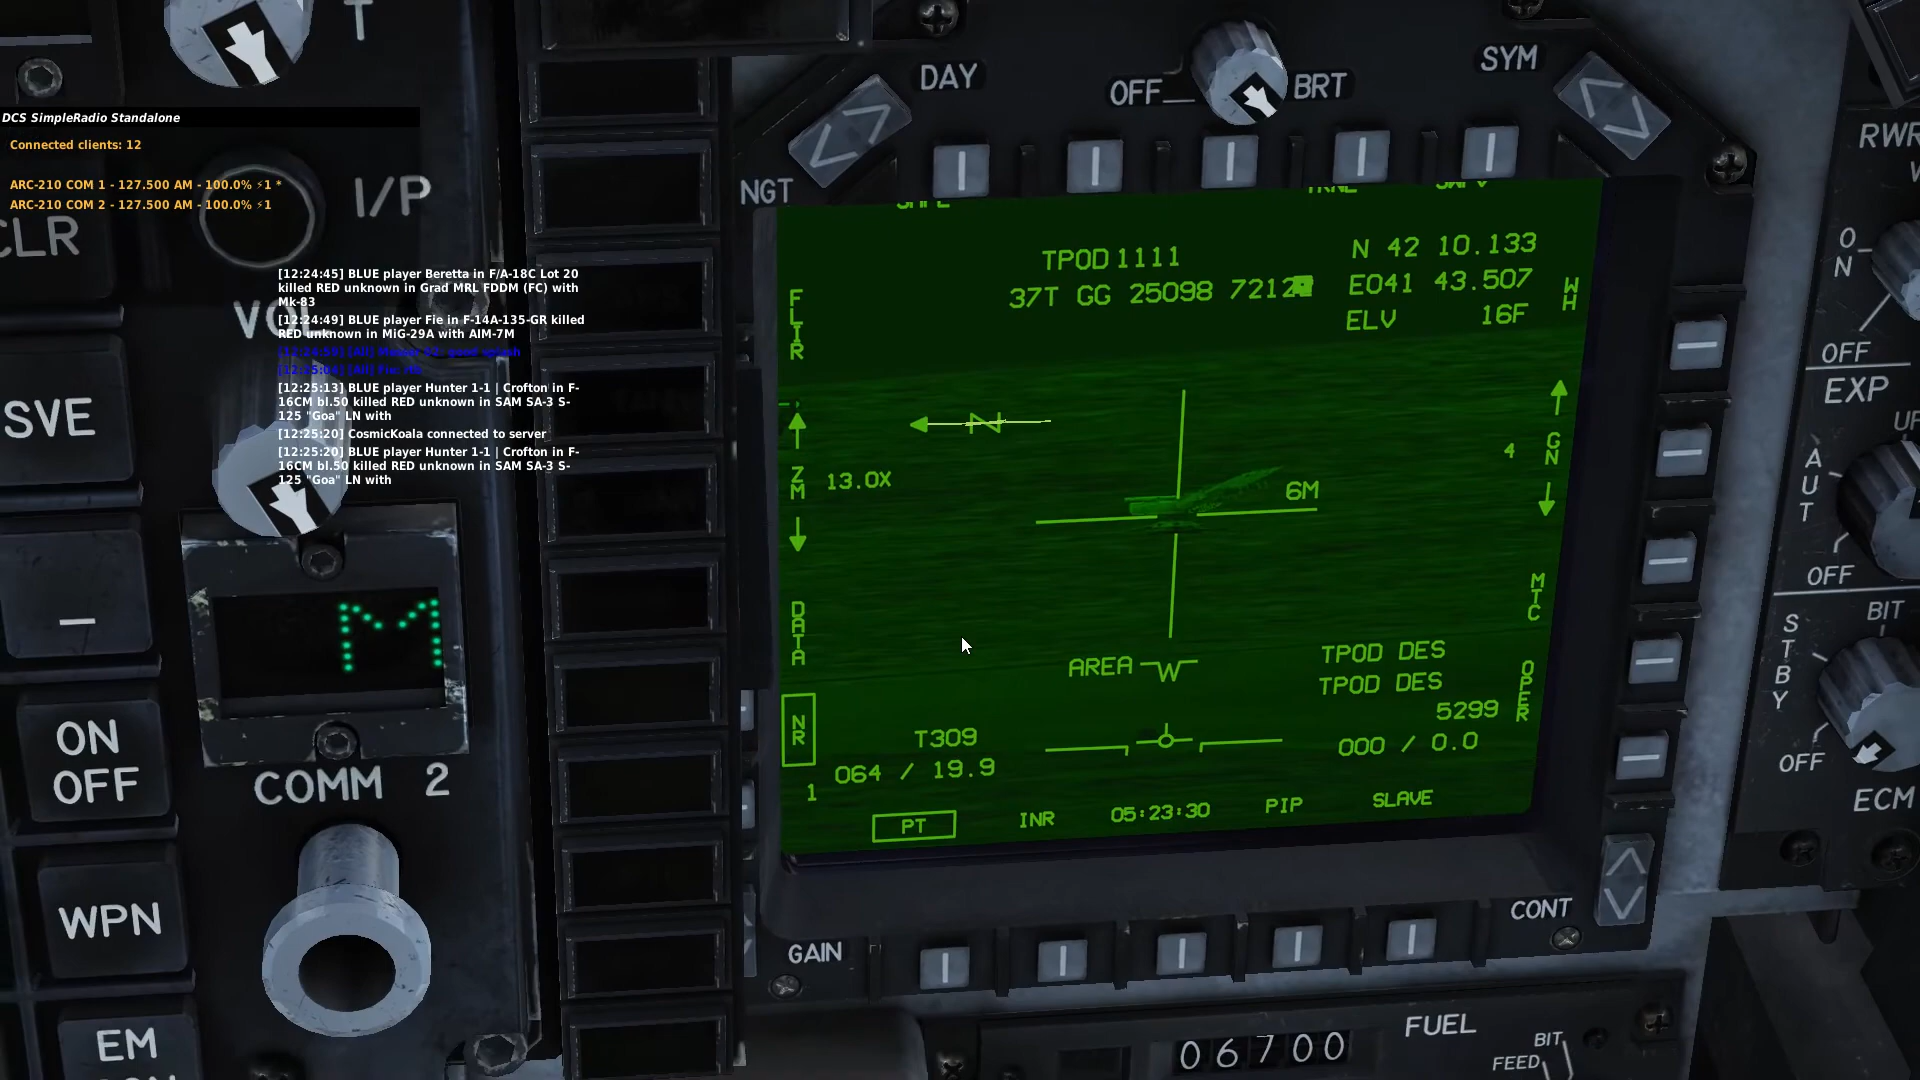 T
DAY
OFF
BRT
SYM
NGT
RWR
DCS SimpleRadio Standalone
Connected clients: 12
ARC-210 COM 1 - 127.500 AM - 100.0% ⚡1 *
ARC-210 COM 2 - 127.500 AM - 100.0% ⚡1
I/P
CLR
VOL
[12:24:45] BLUE player Beretta in F/A-18C Lot 20
killed RED unknown in Grad MRL FDDM (FC) with
Mk-83
[12:24:49] BLUE player Fie in F-14A-135-GR killed
RED unknown in MiG-29A with AIM-7M
[12:25:13] BLUE player Hunter 1-1 | Crofton in F-
16CM bl.50 killed RED unknown in SAM SA-3 S-
125 "Goa" LN with
[12:25:20] CosmicKoala connected to server
[12:25:20] BLUE player Hunter 1-1 | Crofton in F-
16CM bl.50 killed RED unknown in SAM SA-3 S-
125 "Goa" LN with
SVE
M
ON
OFF
COMM 2
WPN
EM
TPOD 1111
37T GG 25098
N 42 10.133
E041 43.507
ELV 16F
FLIR
WH
ZM
13.0X
6M
4
GN
DATA
MTC
AREA
W
TPOD DES
TPOD DES
5299
OPER
NR
T309
064 / 19.9
000 / 0.0
1
PT
INR
05:23:30
PIP
SLAVE
GAIN
CONT
FUEL
06700
BIT
FEED
ON
OFF
EXP
AUT
OFF
BIT
STBY
OFF
ECM